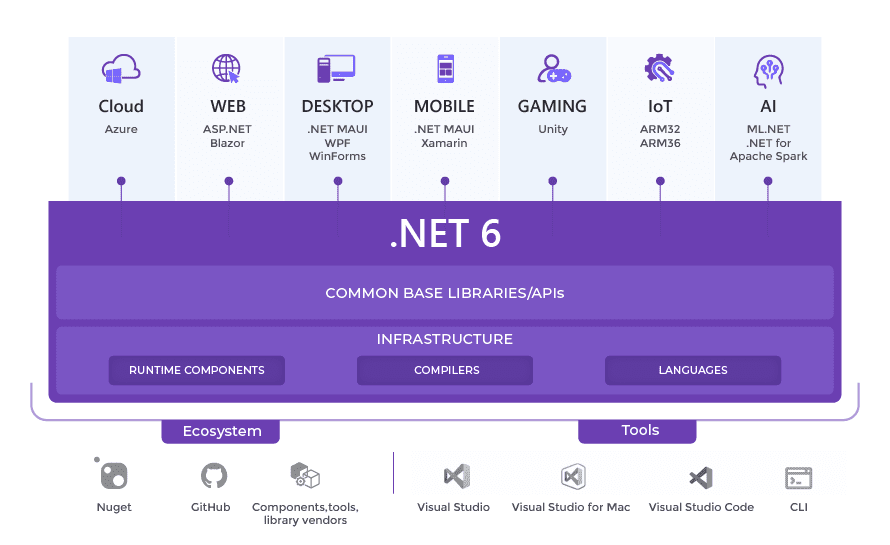 Cloud
Azure
WEB
ASP.NET
Blazor
DESKTOP
.NET MAUI
WPF
WinForms
MOBILE
.NET MAUI
Xamarin
GAMING
Unity
IoT
ARM32
ARM36
AI
ML.NET
.NET for
Apache Spark
.NET 6
COMMON BASE LIBRARIES/APIs
INFRASTRUCTURE
RUNTIME COMPONENTS
COMPILERS
LANGUAGES
Ecosystem
Tools
Nuget
GitHub
Components,tools,
library vendors
Visual Studio
Visual Studio for Mac
Visual Studio Code
CLI